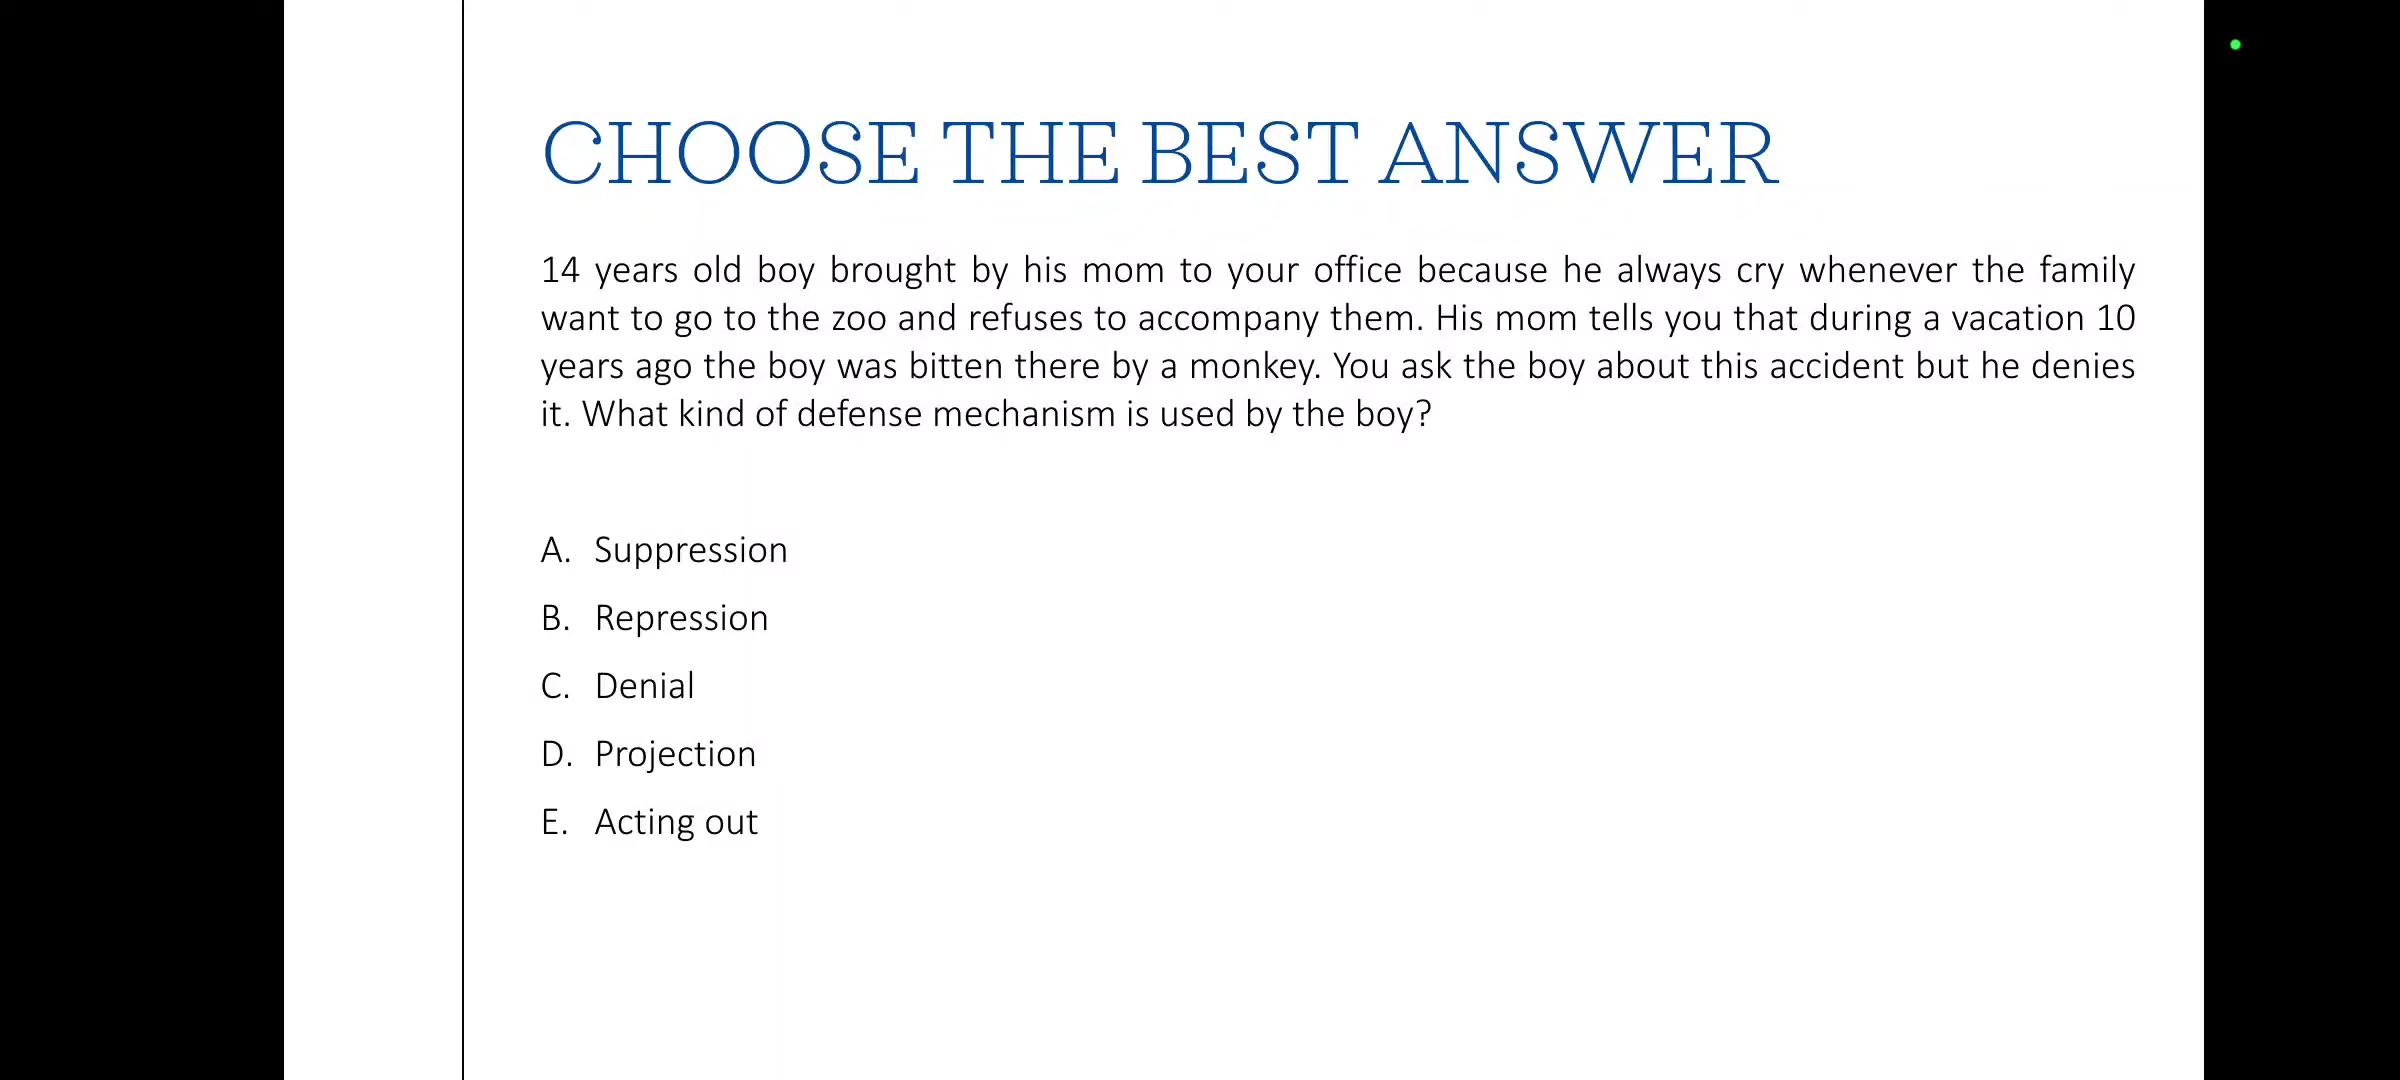 CHOOSE THE BEST ANSWER
14 years old boy brought by his mom to your office because he always cry whenever the family
want to go to the zoo and refuses to accompany them. His mom tells you that during a vacation 10
years ago the boy was bitten there by a monkey. You ask the boy about this accident but he denies
it. What kind of defense mechanism is used by the boy?
A. Suppression
B. Repression
C. Denial
D. Projection
E. Acting out